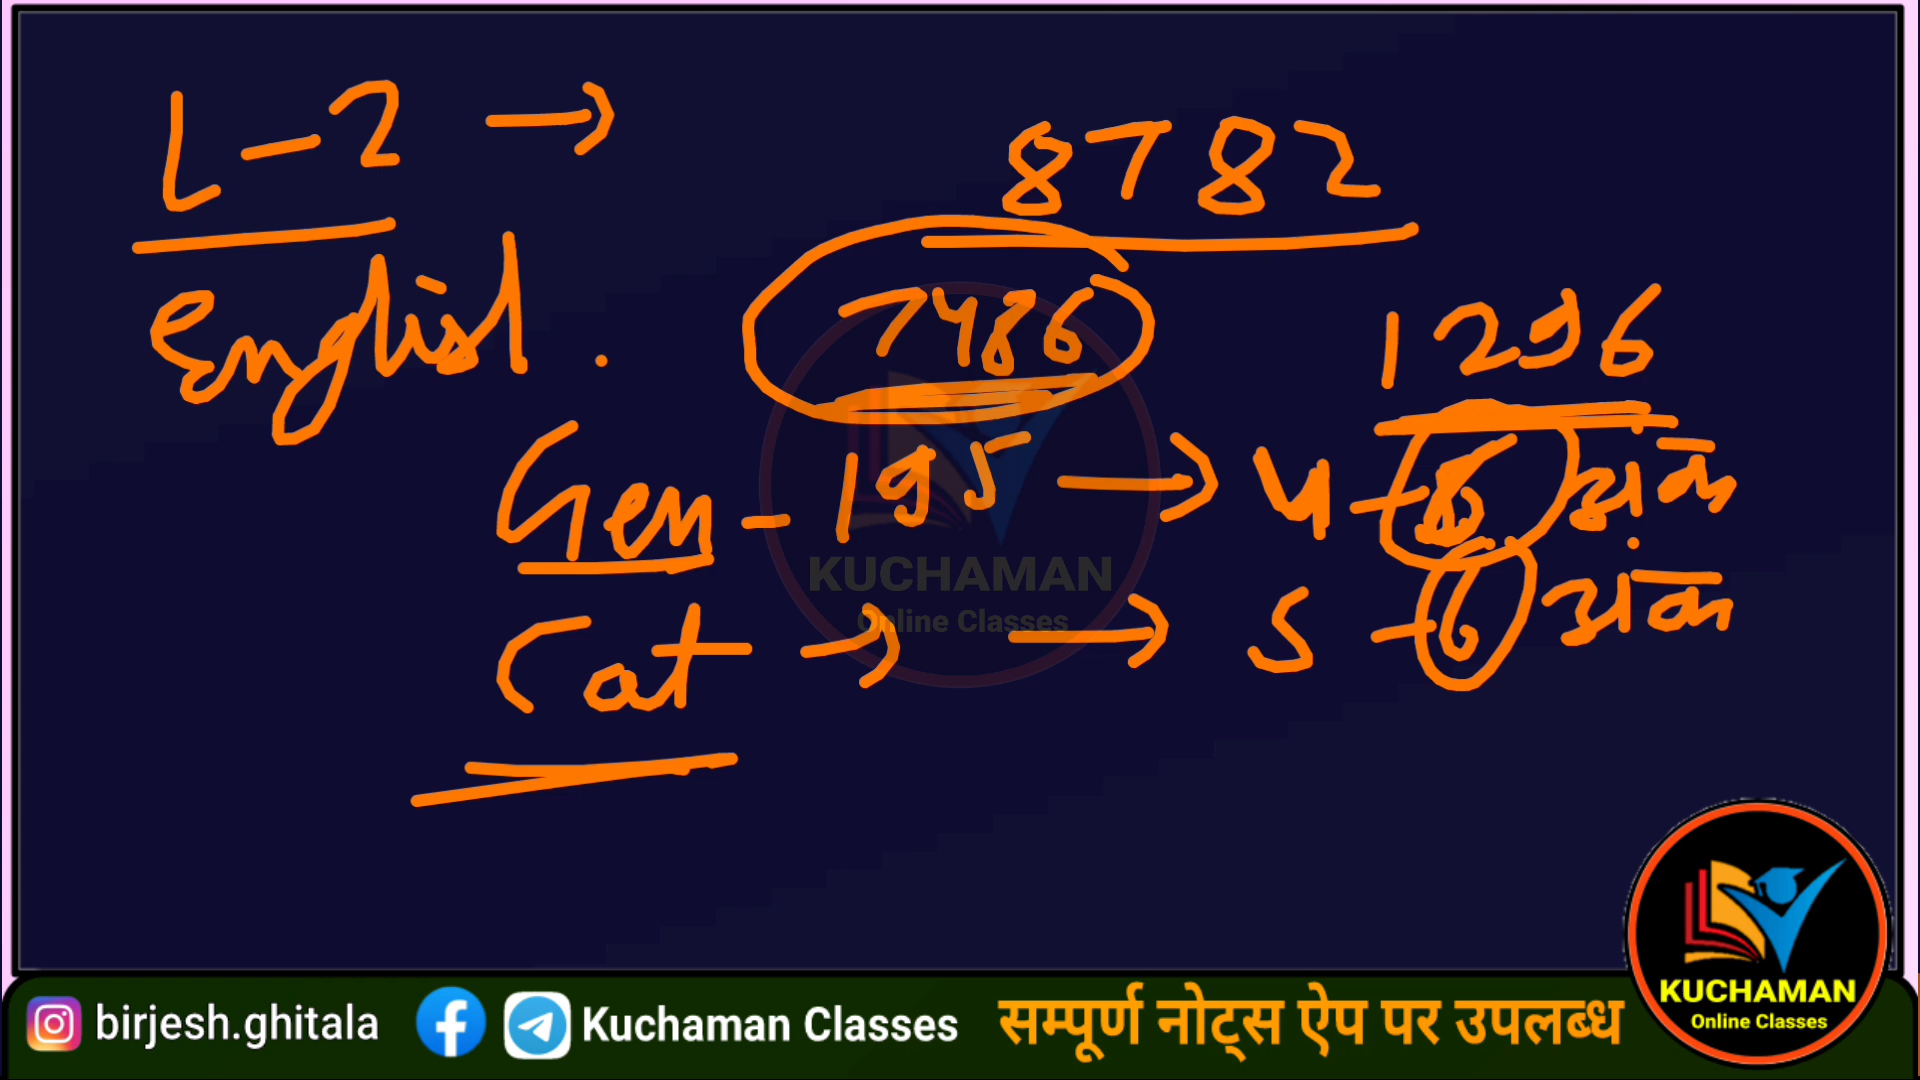 L-2 → 8782
English. 7486 1296
Gen - 195 → 4-6 अंक
Cat → → 5-6 अंक
KUCHAMAN
Online Classes
birjesh.ghitala Kuchaman Classes सम्पूर्ण नोट्स ऐप पर उपलब्ध
KUCHAMAN
Online Classes